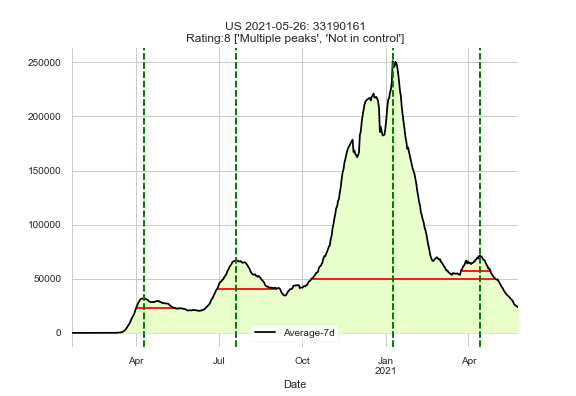 US 2021-05-26: 33190161
Rating:8 ['Multiple peaks', 'Not in control']
250000
200000
150000
100000
50000
0
Average-7d
Apr
Jul
Oct
Jan
2021
Apr
Date